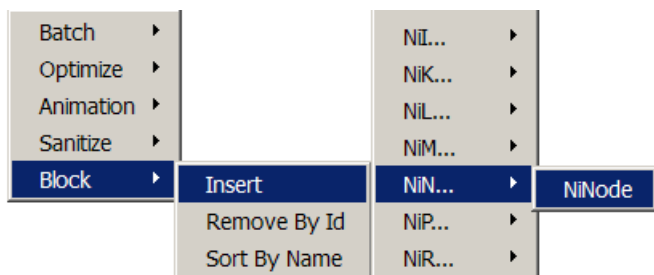 Batch
Optimize
Animation
Sanitize
Block
Insert
Remove By Id
Sort By Name
NiI...
NiK...
NiL...
NiM...
NiN...
NiP...
NiR...
NiNode